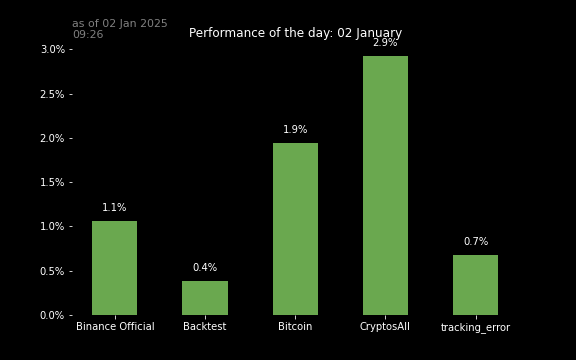 as of 02 Jan 2025
09:26
Performance of the day: 02 January
3.0%
2.5%
2.0%
1.5%
1.0%
0.5%
0.0%
1.1%
0.4%
1.9%
2.9%
0.7%
Binance Official
Backtest
Bitcoin
CryptosAll
tracking_error